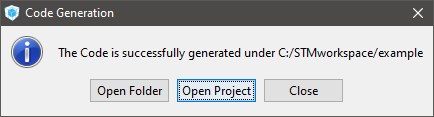 Code Generation
The Code is successfully generated under C:/STMworkspace/example
Open Folder
Open Project
Close